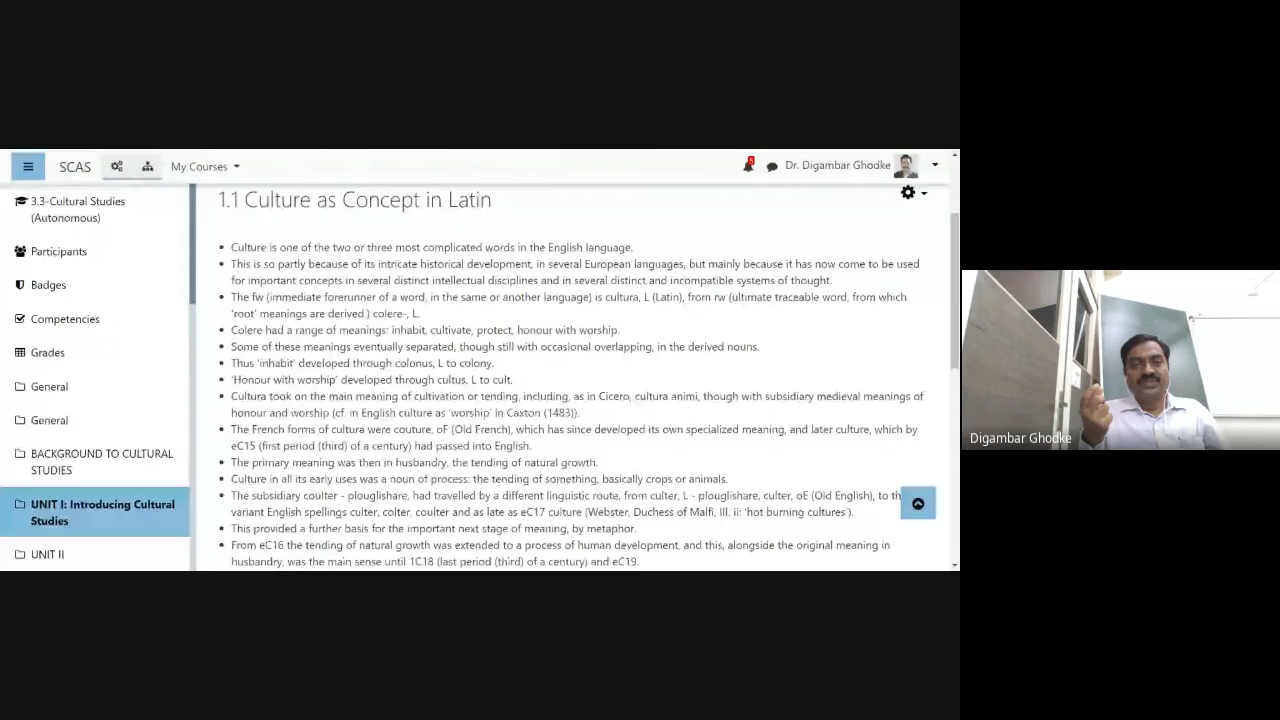 SCAS
My Courses
Dr. Digambar Ghodke
3.3-Cultural Studies
(Autonomous)
Participants
Badges
Competencies
Grades
General
General
BACKGROUND TO CULTURAL
STUDIES
UNIT I: Introducing Cultural
Studies
UNIT II
1.1 Culture as Concept in Latin
Culture is one of the two or three most complicated words in the English language.
This is so partly because of its intricate historical development, in several European languages, but mainly because it has now come to be used
for important concepts in several distinct intellectual disciplines and in several distinct and incompatible systems of thought.
The fw (immediate forerunner of a word, in the same or another language) is cultura, L (Latin), from rw (ultimate traceable word, from which
'root' meanings are derived.) colere-, L.
Colere had a range of meanings: inhabit, cultivate, protect, honour with worship.
Some of these meanings eventually separated, though still with occasional overlapping, in the derived nouns.
Thus 'inhabit' developed through colonus, L to colony.
'Honour with worship' developed through cultus, L to cult.
Cultura took on the main meaning of cultivation or tending, including, as in Cicero, cultura animi, though with subsidiary medieval meanings of
honour and worship (cf. in English culture as 'worship' in Caxton (1483)).
The French forms of cultura were couture, oF (Old French), which has since developed its own specialized meaning, and later culture, which by
eC15 (first period (third) of a century) had passed into English.
The primary meaning was then in husbandry, the tending of natural growth.
Culture in all its early uses was a noun of process: the tending of something, basically crops or animals.
The subsidiary coulter - plouglishare, had travelled by a different linguistic route, from culter, L - plouglishare, culter, oE (Old English), to th
variant English spellings culter, colter, coulter and as late as eC17 culture (Webster, Duchess of Malfi, III, ii: 'hot burning cultures').
This provided a further basis for the important next stage of meaning, by metaphor.
From eC16 the tending of natural growth was extended to a process of human development, and this, alongside the original meaning in
husbandry, was the main sense until 1C18 (last period (third) of a century) and eC19.
Digambar Ghodke